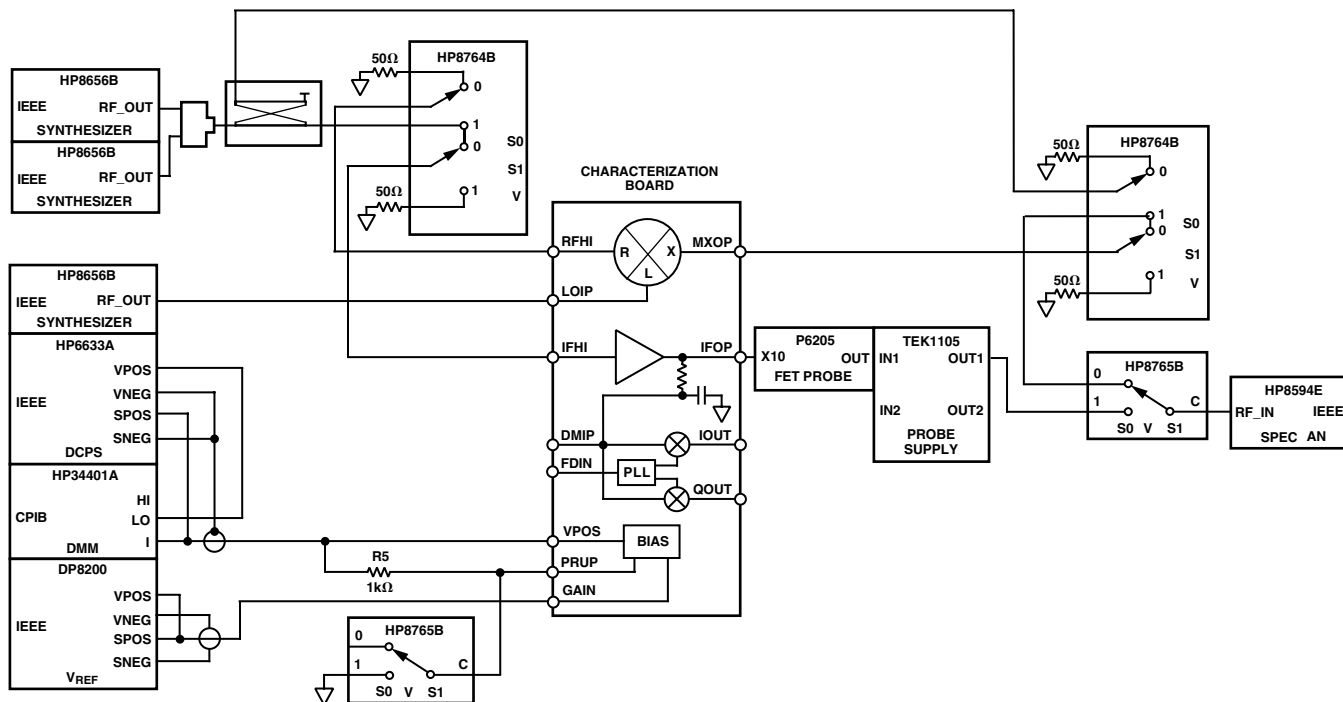 HP8656B
IEEE
RF_OUT
SYNTHESIZER
HP8656B
IEEE
RF_OUT
SYNTHESIZER
50Ω
HP8764B
0
1
0
S0
S1
50Ω
1
V
HP8656B
IEEE
RF_OUT
SYNTHESIZER
HP6633A
VPOS
VNEG
IEEE
SPOS
SNEG
DCPS
HP34401A
HI
CPIB
LO
DMM
I
DP8200
VPOS
VNEG
IEEE
SPOS
SNEG
VREF
R5
1kΩ
HP8765B
0
1
C
S0 V S1
CHARACTERIZATION
BOARD
RFHI
R
X
MXOP
L
LOIP
IFHI
IFOP
DMIP
IOUT
FDIN
PLL
QOUT
VPOS
BIAS
PRUP
GAIN
P6205
X10
OUT
FET PROBE
TEK1105
IN1
OUT1
IN2
OUT2
PROBE
SUPPLY
50Ω
HP8764B
0
1
0
S0
S1
50Ω
1
V
HP8765B
0
1
C
S0 V S1
HP8594E
RF_IN
IEEE
SPEC AN